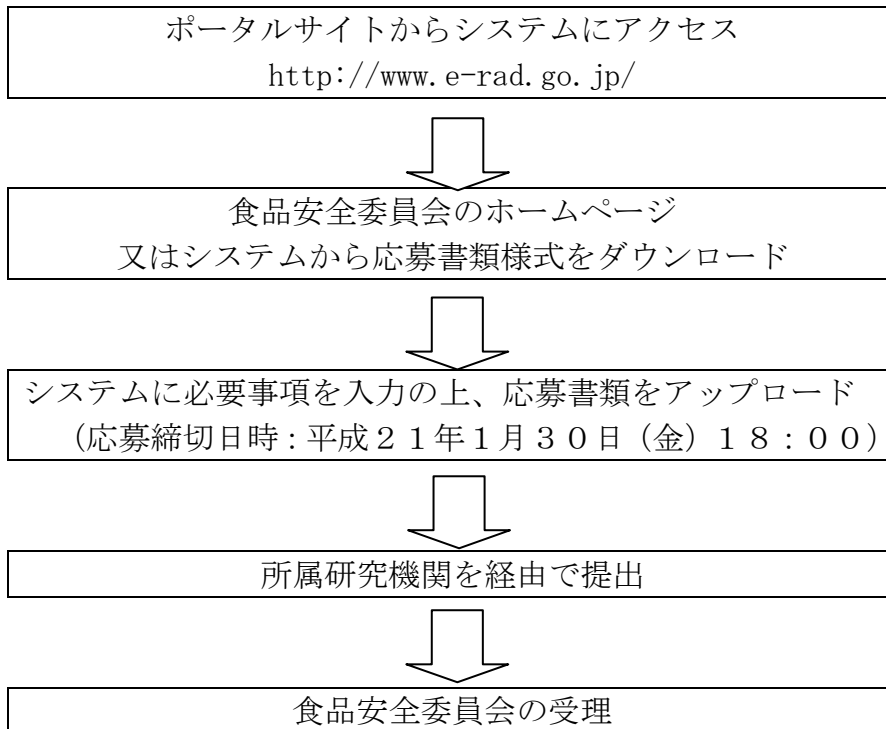 ポータルサイトからシステムにアクセス
http://www.e-rad.go.jp/
食品安全委員会のホームページ
又はシステムから応募書類様式をダウンロード
システムに必要事項を入力の上、応募書類をアップロード
（応募締切日時：平成２１年１月３０日（金）１８：００）
所属研究機関を経由で提出
食品安全委員会の受理